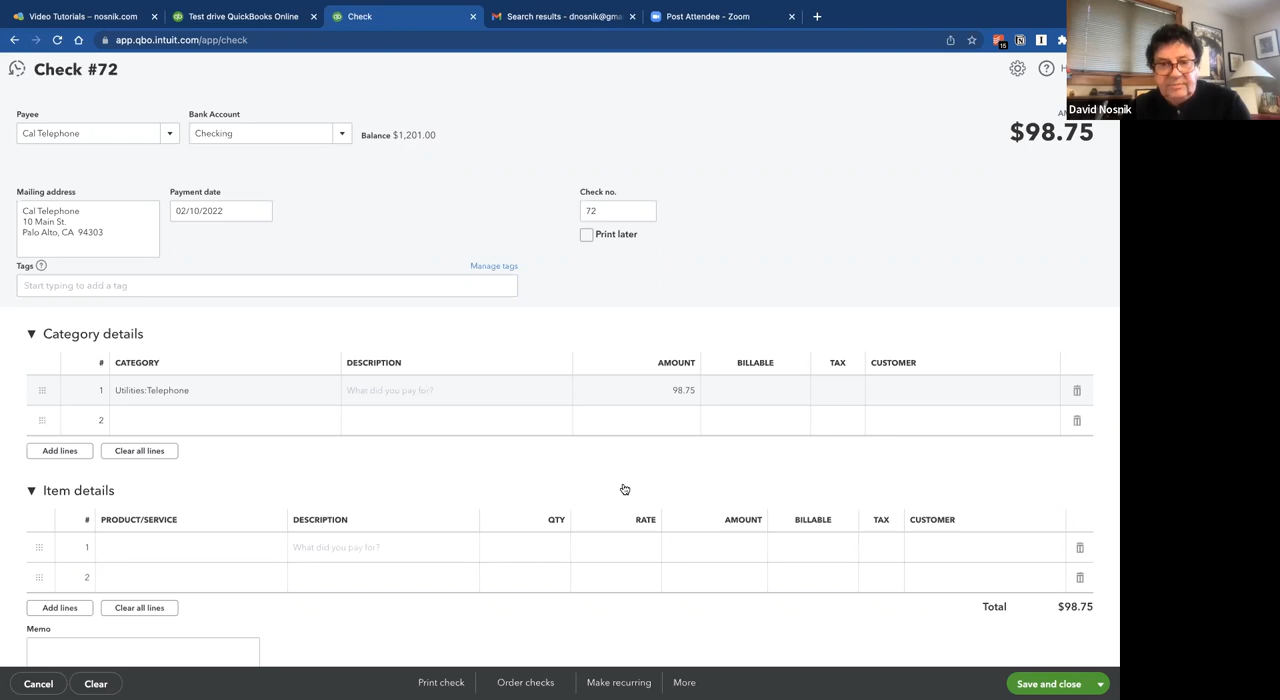 Video Tutorials – nosnik.com
Test drive QuickBooks Online
Check
Search results - dnosnik@gma
Post Attendee - Zoom
app.qbo.intuit.com/app/check
15
Check #72
Payee
Bank Account
Cal Telephone
Checking
Balance $1,201.00
$98.75
David Nosnik
Mailing address
Payment date
Check no.
Cal Telephone
10 Main St.
Palo Alto, CA 94303
02/10/2022
72
Print later
Tags
Manage tags
Start typing to add a tag
Category details
# CATEGORY DESCRIPTION AMOUNT BILLABLE TAX CUSTOMER
1 Utilities:Telephone What did you pay for? 98.75
2
Add lines Clear all lines
Item details
# PRODUCT/SERVICE DESCRIPTION QTY RATE AMOUNT BILLABLE TAX CUSTOMER
1 What did you pay for?
2
Add lines Clear all lines
Total $98.75
Memo
Cancel Clear Print check Order checks Make recurring More Save and close